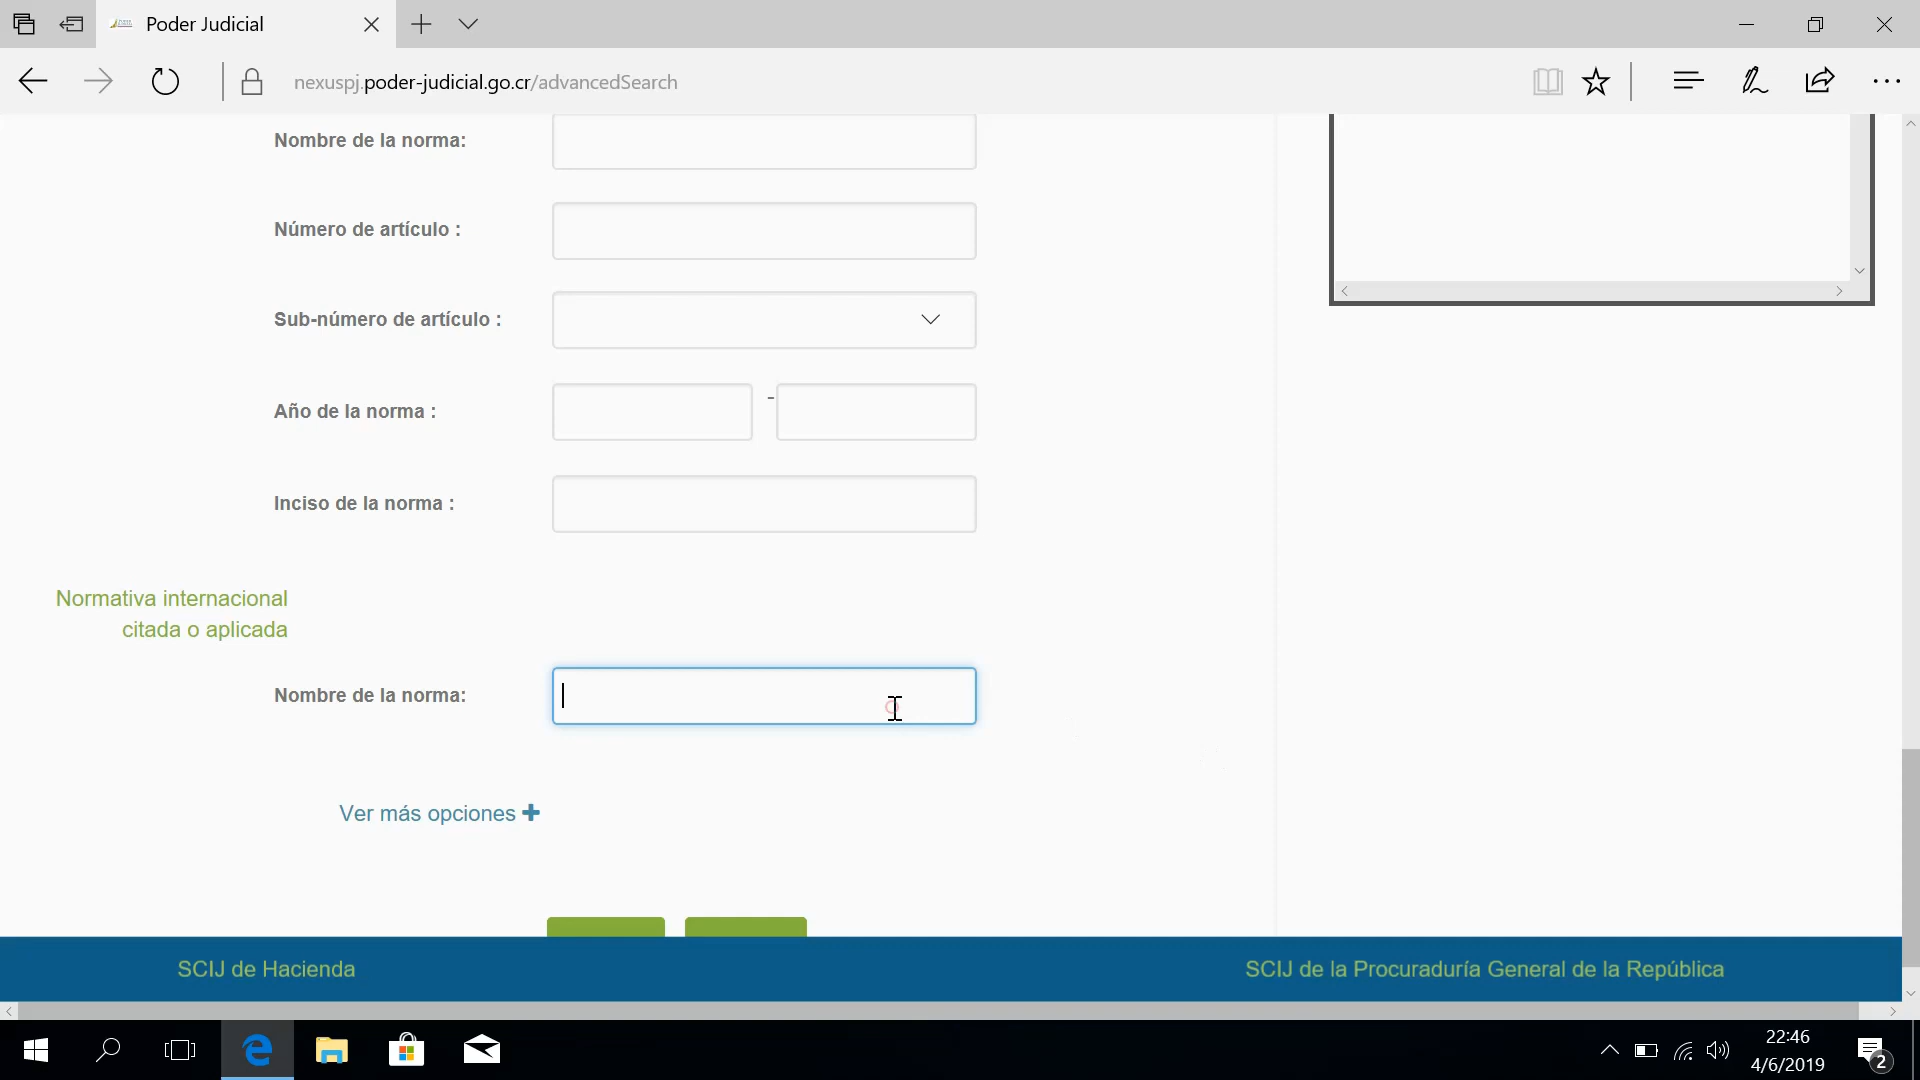 Poder Judicial
nexuspj.poder-judicial.go.cr/advancedSearch
Nombre de la norma:
Número de artículo :
Sub-número de artículo :
Año de la norma :
-
Inciso de la norma :
Normativa internacional
citada o aplicada
Nombre de la norma:
Ver más opciones
SCIJ de Hacienda
SCIJ de la Procuraduría General de la República
22:46
4/6/2019
2